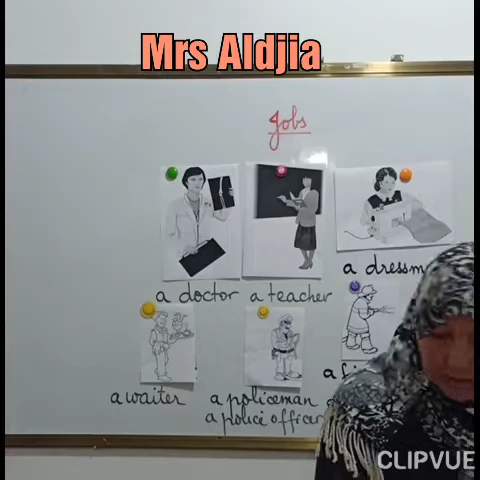 Mrs Aldjia
Jobs
a doctor a teacher a dressm
a waiter a policeman
a police officer
CLIPVUE